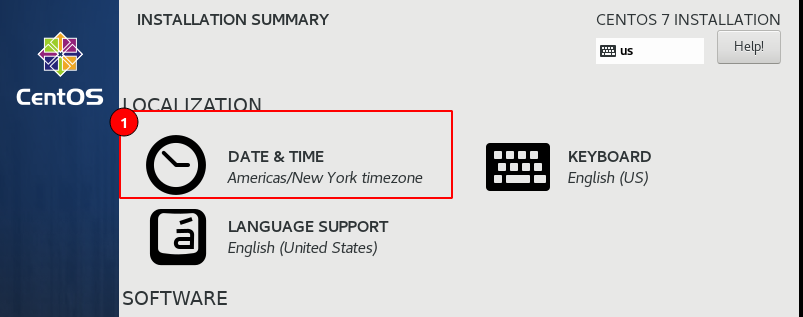 INSTALLATION SUMMARY
CENTOS 7 INSTALLATION
us
Help!
CentOS
LOCALIZATION
1
DATE & TIME
Americas/New York timezone
KEYBOARD
English (US)
á
LANGUAGE SUPPORT
English (United States)
SOFTWARE